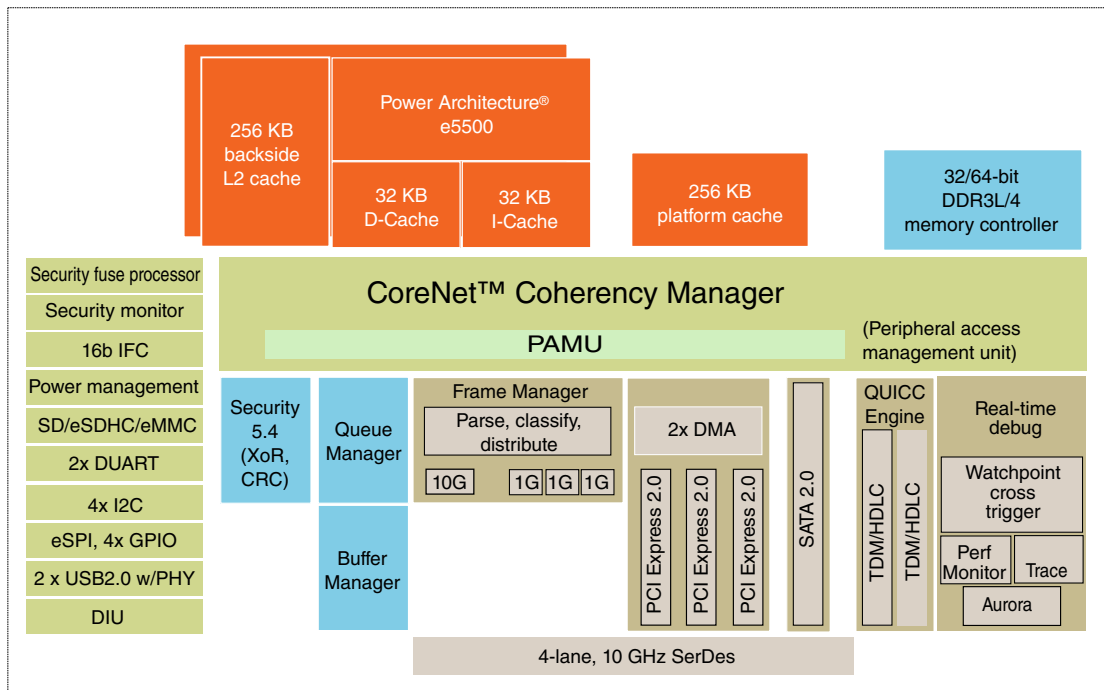 256 KB
backside
L2 cache
Power Architecture®
e5500
32 KB
D-Cache
32 KB
I-Cache
256 KB
platform cache
32/64-bit
DDR3L/4
memory controller
Security fuse processor
Security monitor
16b IFC
Power management
SD/eSDHC/eMMC
2x DUART
4x I2C
eSPI, 4x GPIO
2 x USB2.0 w/PHY
DIU
CoreNet™ Coherency Manager
PAMU
(Peripheral access
management unit)
Security
5.4
(XoR,
CRC)
Queue
Manager
Buffer
Manager
Frame Manager
Parse, classify,
distribute
10G
1G
1G
1G
2x DMA
PCI Express 2.0
PCI Express 2.0
PCI Express 2.0
SATA 2.0
QUICC
Engine
TDM/HDLC
TDM/HDLC
Real-time
debug
Watchpoint
cross
trigger
Perf
Monitor
Trace
Aurora
4-lane, 10 GHz SerDes